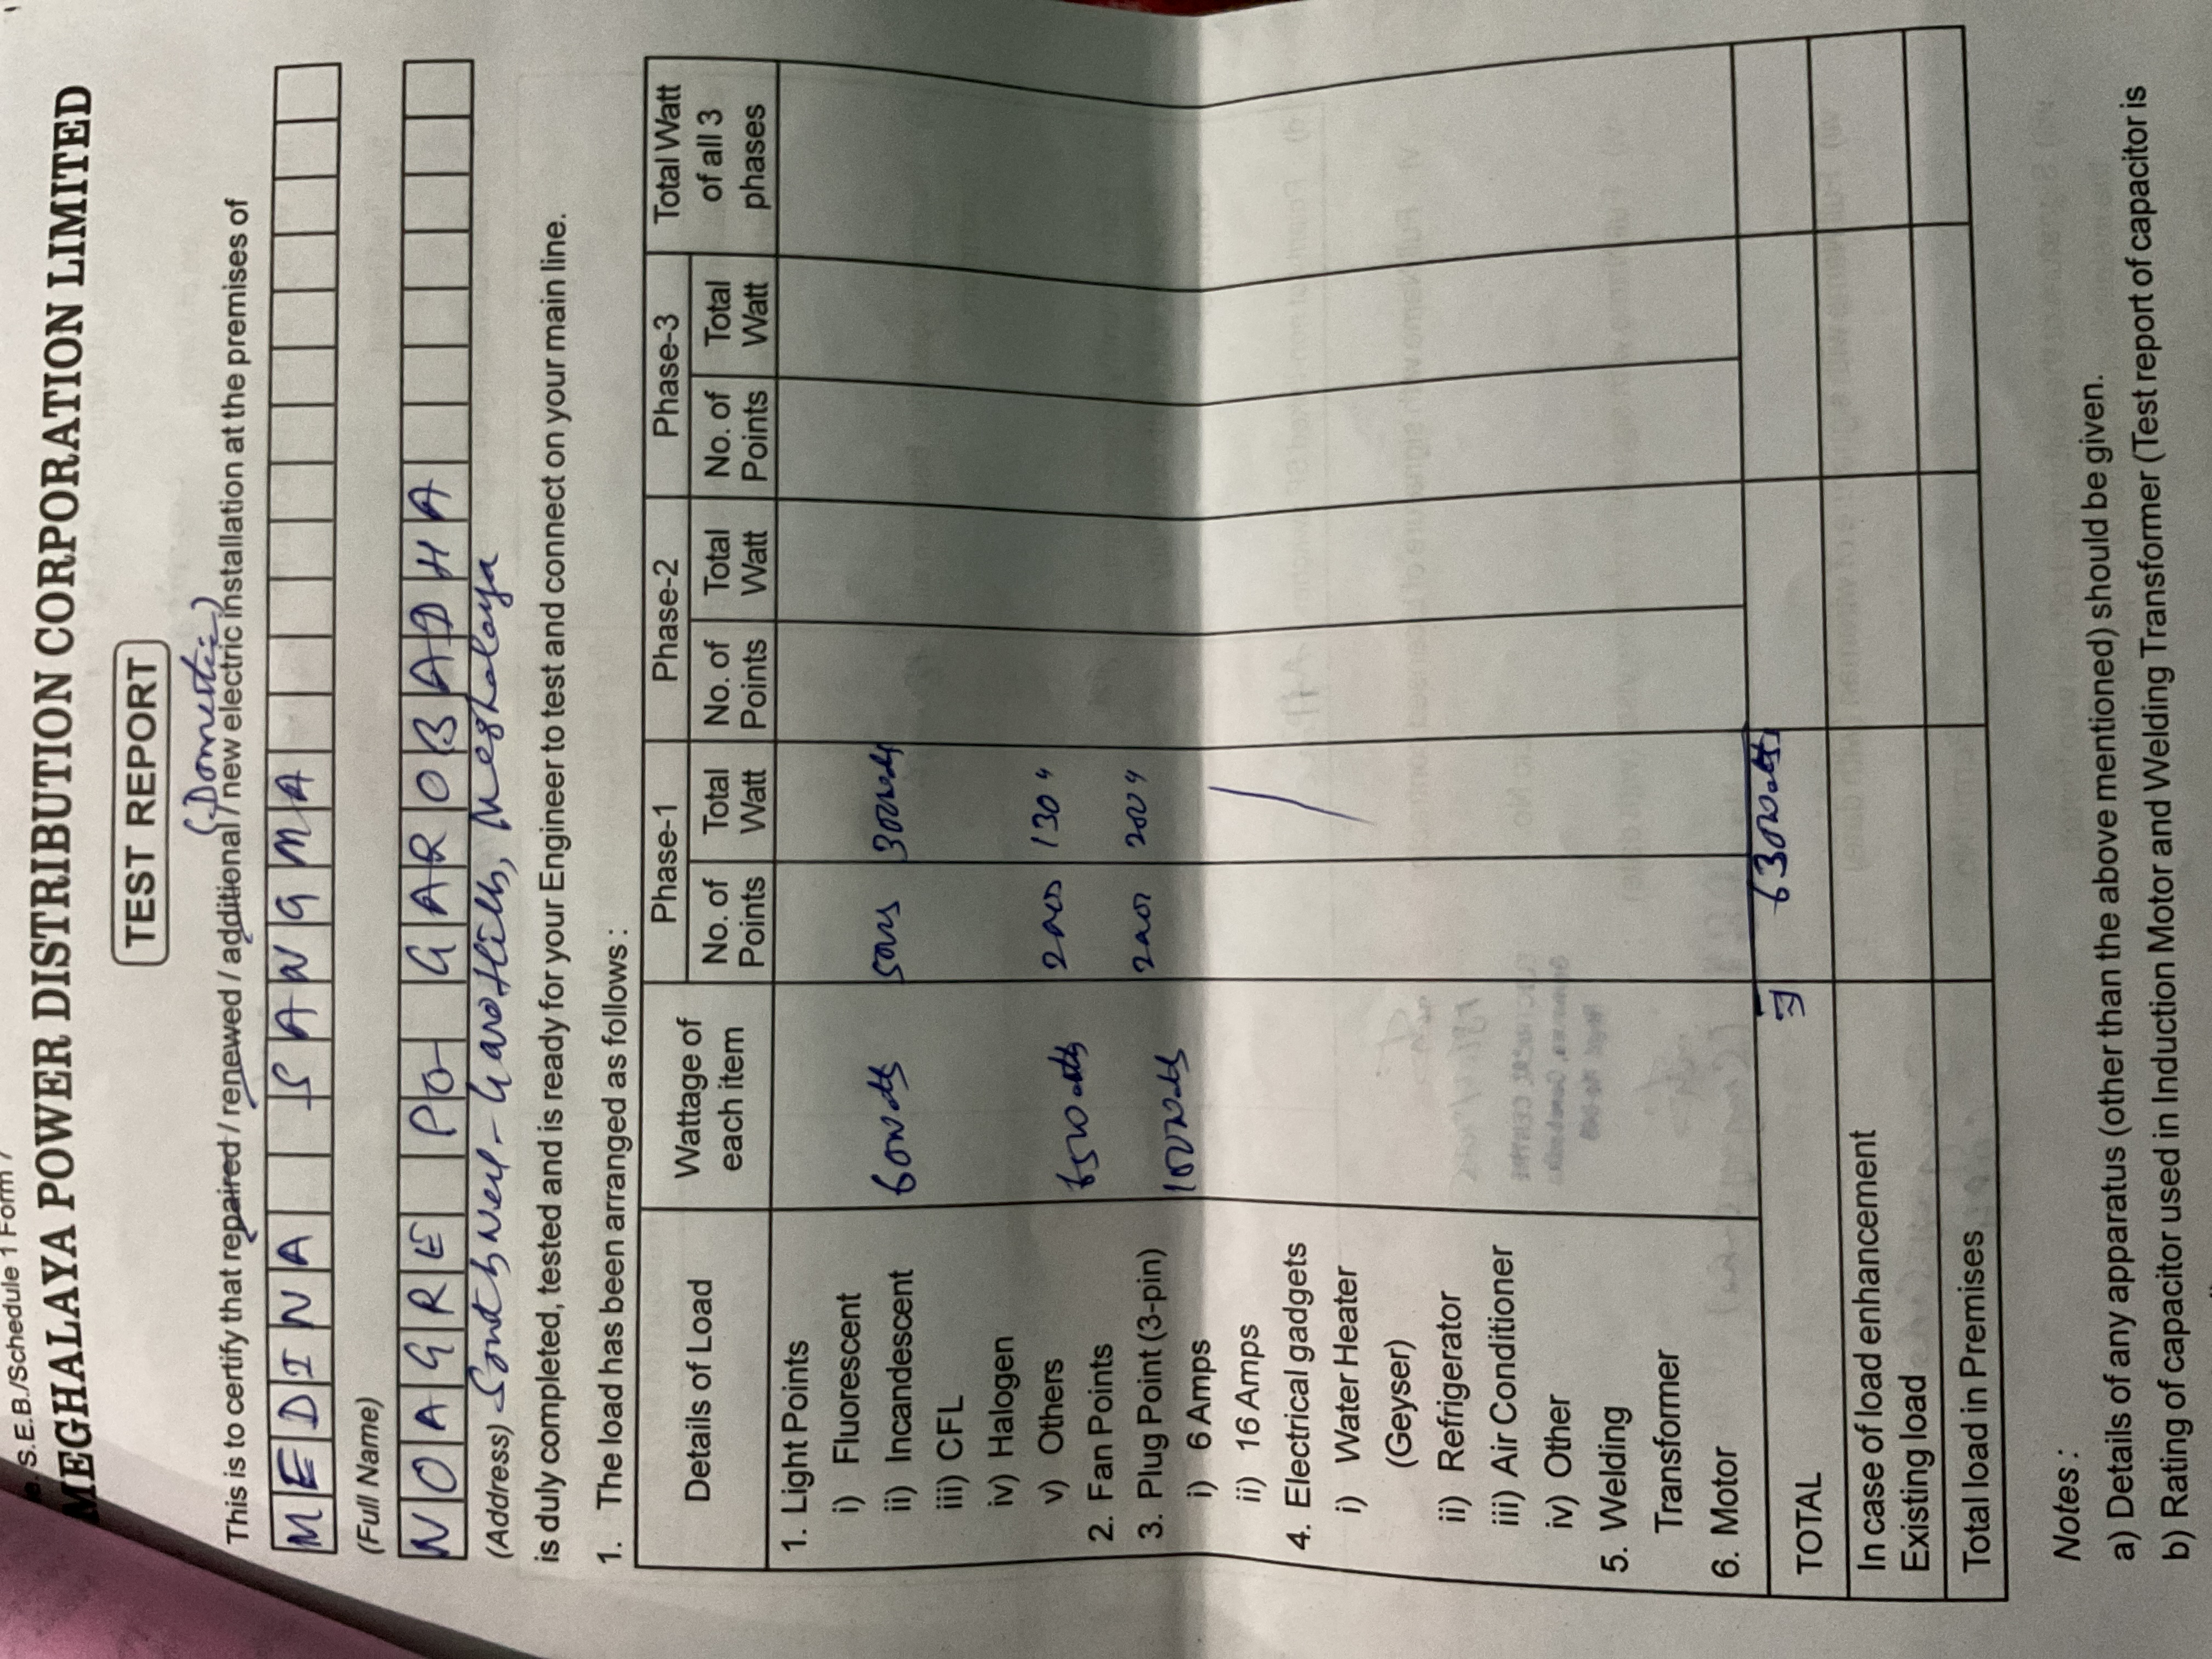 S.E.B./Schedule 1 Form 7
MEGHALAYA POWER DISTRIBUTION CORPORATION LIMITED
TEST REPORT
(Domestic)
This is to certify that repaired / renewed / additional / new electric installation at the premises of
MEDINA SANGMA
(Full Name)
NOAGRE PO- GAROBADHA
(Address) South West-Garo Hills, Meghalaya
is duly completed, tested and is ready for your Engineer to test and connect on your main line.
1. The load has been arranged as follows :
Details of Load Wattage of each item Phase-1 Phase-2 Phase-3 Total Watt of all 3 phases
No. of Points Total Watt No. of Points Total Watt No. of Points Total Watt
1. Light Points
i) Fluorescent
ii) Incandescent 60watts 5nos 300watts
iii) CFL
iv) Halogen
v) Others
2. Fan Points 65watts 2nos 130 "
3. Plug Point (3-pin)
i) 6 Amps 100watts 2nos 200 "
ii) 16 Amps
4. Electrical gadgets
i) Water Heater
(Geyser)
ii) Refrigerator
iii) Air Conditioner
iv) Other
5. Welding
Transformer
6. Motor
TOTAL = 630watts
In case of load enhancement
Existing load
Total load in Premises
Notes :
a) Details of any apparatus (other than the above mentioned) should be given.
b) Rating of capacitor used in Induction Motor and Welding Transformer (Test report of capacitor is